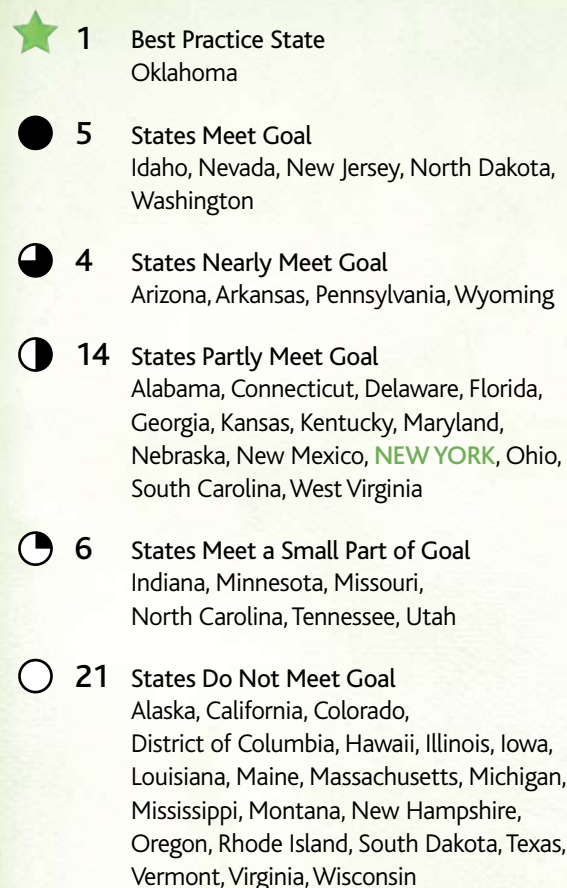 1 Best Practice State
Oklahoma
5 States Meet Goal
Idaho, Nevada, New Jersey, North Dakota,
Washington
4 States Nearly Meet Goal
Arizona, Arkansas, Pennsylvania, Wyoming
14 States Partly Meet Goal
Alabama, Connecticut, Delaware, Florida,
Georgia, Kansas, Kentucky, Maryland,
Nebraska, New Mexico, NEW YORK, Ohio,
South Carolina, West Virginia
6 States Meet a Small Part of Goal
Indiana, Minnesota, Missouri,
North Carolina, Tennessee, Utah
21 States Do Not Meet Goal
Alaska, California, Colorado,
District of Columbia, Hawaii, Illinois, Iowa,
Louisiana, Maine, Massachusetts, Michigan,
Mississippi, Montana, New Hampshire,
Oregon, Rhode Island, South Dakota, Texas,
Vermont, Virginia, Wisconsin